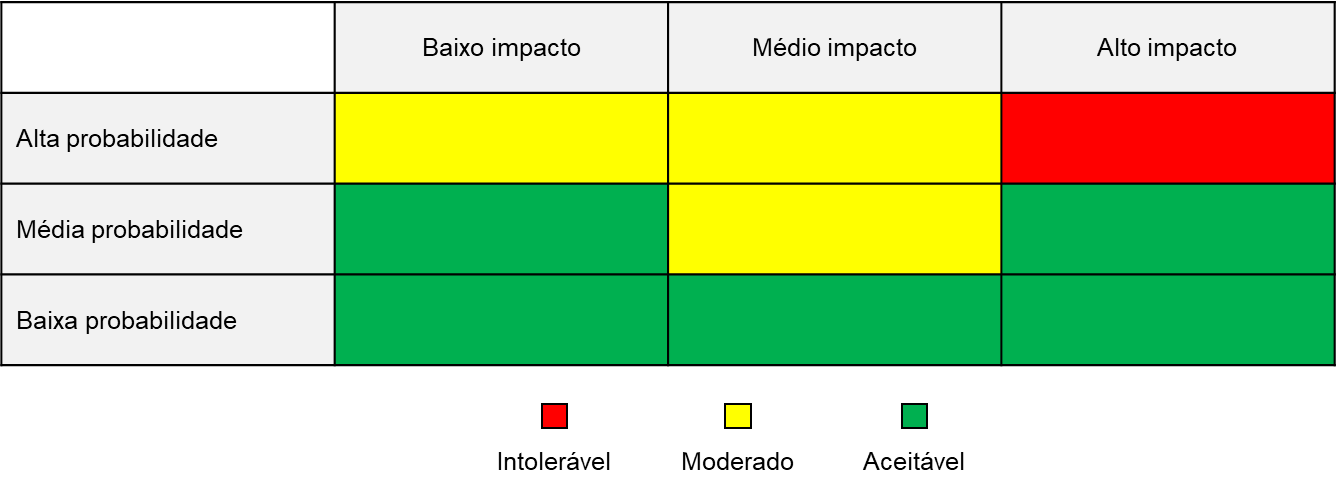 Baixo impacto
Médio impacto
Alto impacto
Alta probabilidade
Média probabilidade
Baixa probabilidade
Intolerável
Moderado
Aceitável